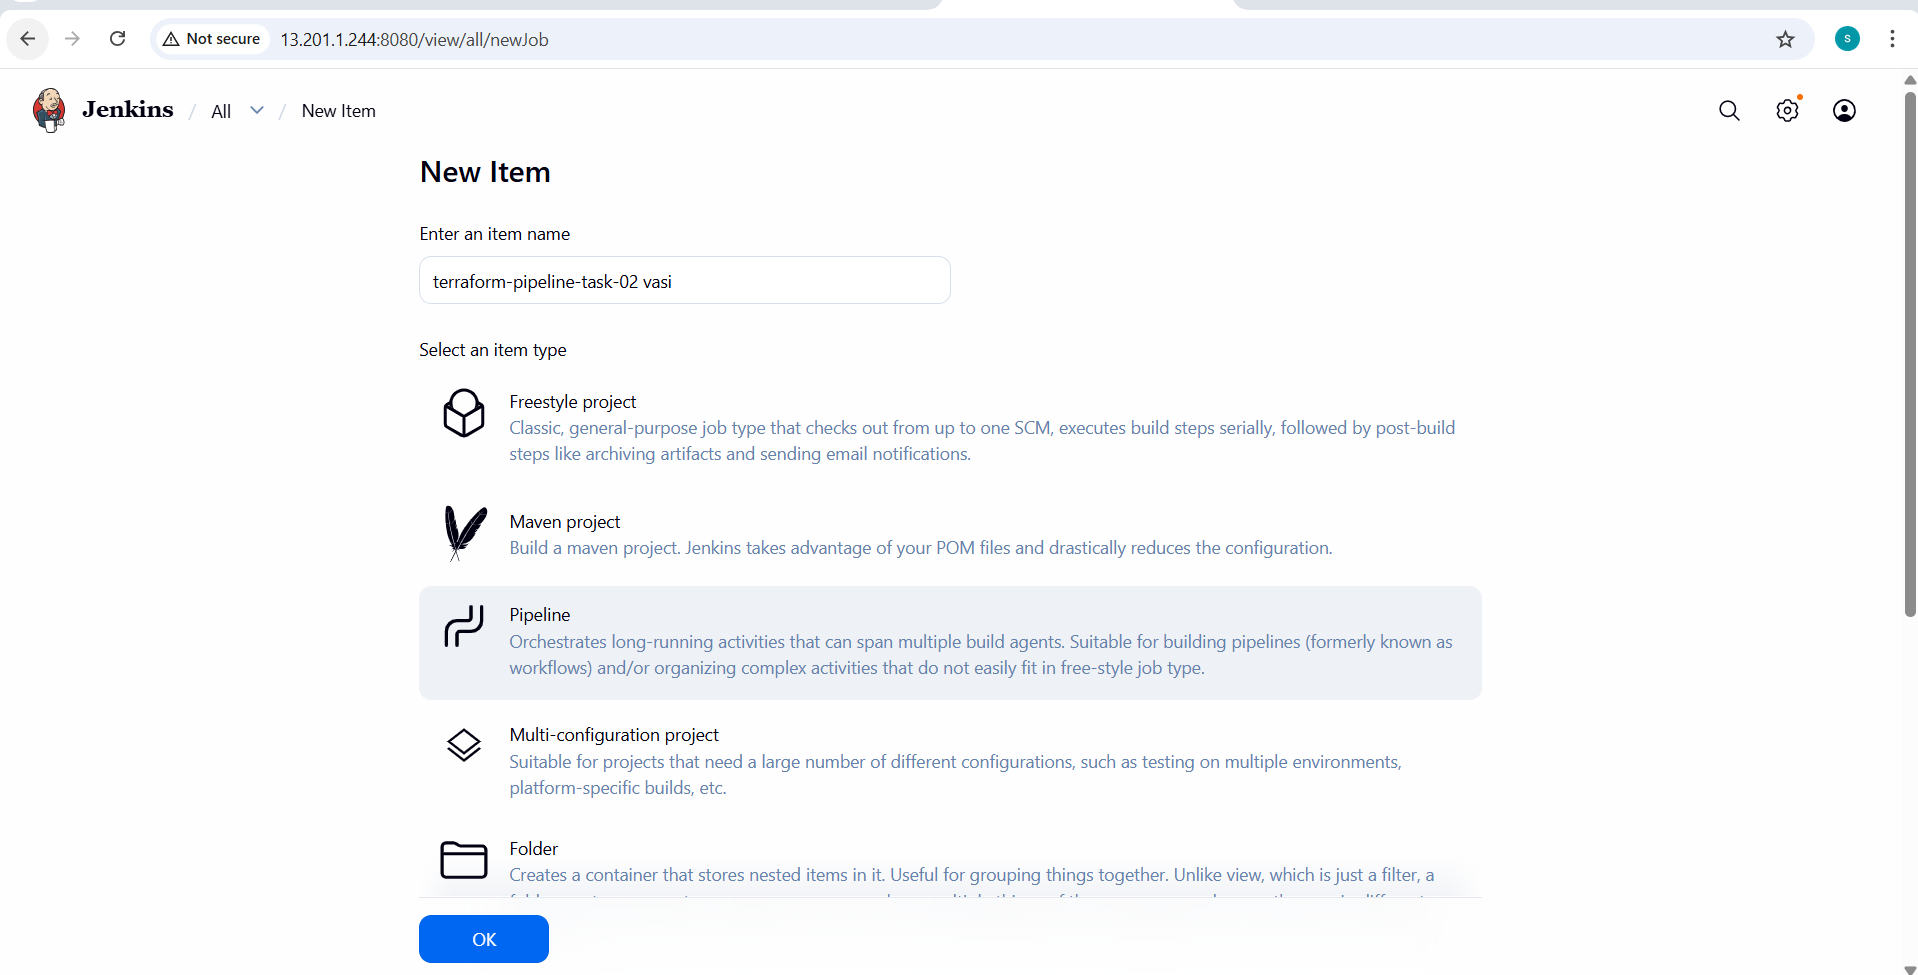 Not secure
13.201.1.244:8080/view/all/newJob
S
Jenkins / All / New Item
New Item
Enter an item name
terraform-pipeline-task-02 vasi
Select an item type
Freestyle project
Classic, general-purpose job type that checks out from up to one SCM, executes build steps serially, followed by post-build
steps like archiving artifacts and sending email notifications.
Maven project
Build a maven project. Jenkins takes advantage of your POM files and drastically reduces the configuration.
Pipeline
Orchestrates long-running activities that can span multiple build agents. Suitable for building pipelines (formerly known as
workflows) and/or organizing complex activities that do not easily fit in free-style job type.
Multi-configuration project
Suitable for projects that need a large number of different configurations, such as testing on multiple environments,
platform-specific builds, etc.
Folder
Creates a container that stores nested items in it. Useful for grouping things together. Unlike view, which is just a filter, a
OK